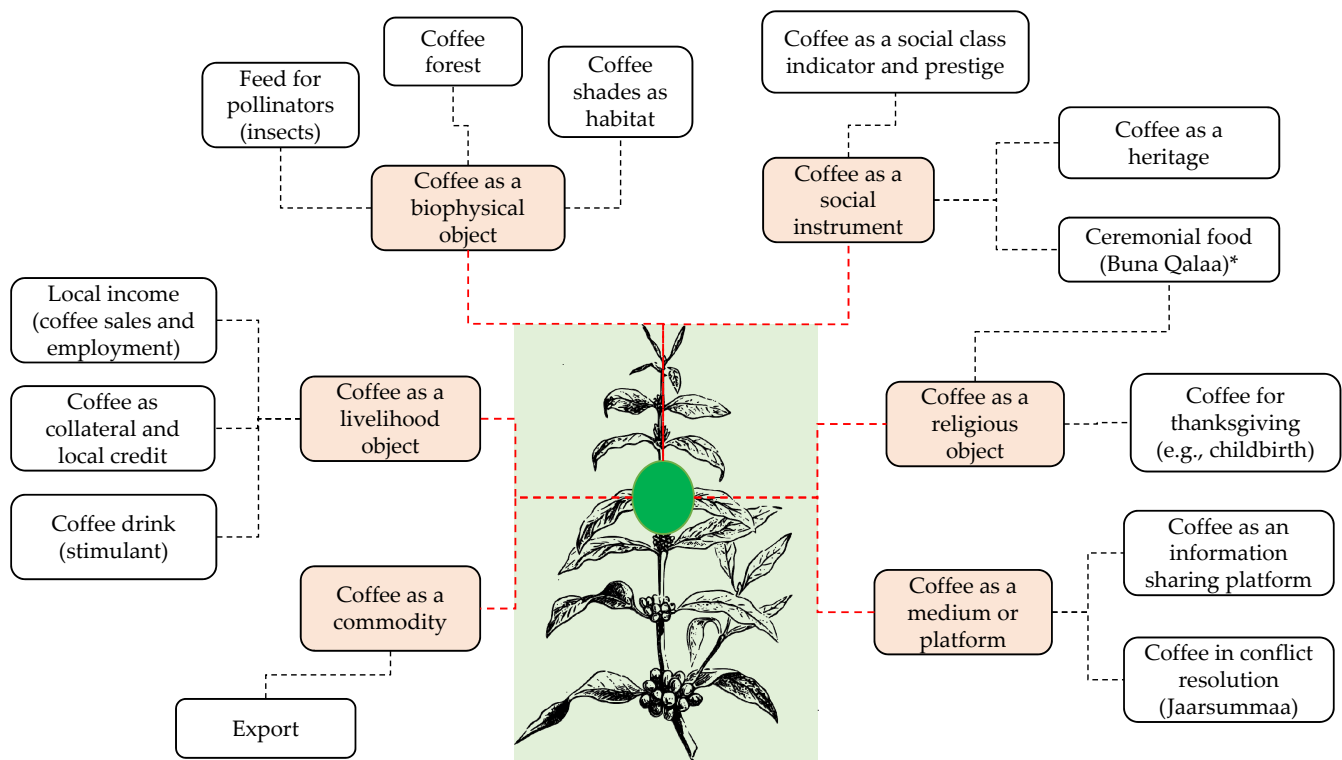 Coffee
forest
Coffee as a social class
indicator and prestige
Feed for
pollinators
(insects)
Coffee
shades as
habitat
Coffee as a
heritage
Coffee as a
biophysical
object
Coffee as a
social
instrument
Ceremonial food
(Buna Qalaa)*
Local income
(coffee sales and
employment)
Coffee as a
livelihood
object
Coffee as a
religious
object
Coffee for
thanksgiving
(e.g., childbirth)
Coffee as
collateral and
local credit
Coffee drink
(stimulant)
Coffee as an
information
sharing platform
Coffee as a
commodity
Coffee as a
medium or
platform
Coffee in conflict
resolution
(Jaarsummaa)
Export